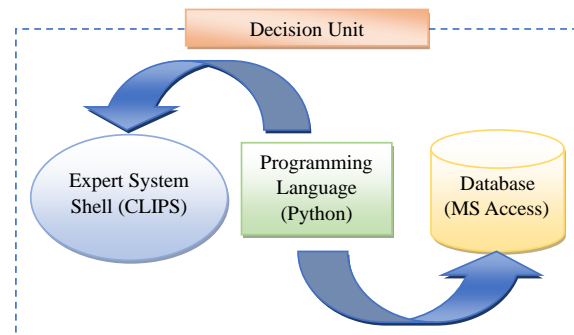 Decision Unit
Expert System
Shell (CLIPS)
Programming
Language
(Python)
Database
(MS Access)